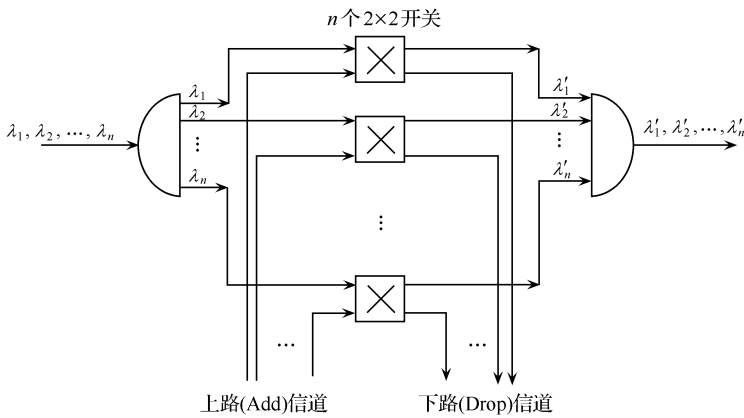 n个2×2开关
λ₁
λ′₁
λ₁, λ₂, ···, λₙ
λ₂
λ′₂
λ′₁, λ′₂, ···, λ′ₙ
⋮
⋮
λₙ
λ′ₙ
⋮
···
···
上路(Add)信道
下路(Drop)信道